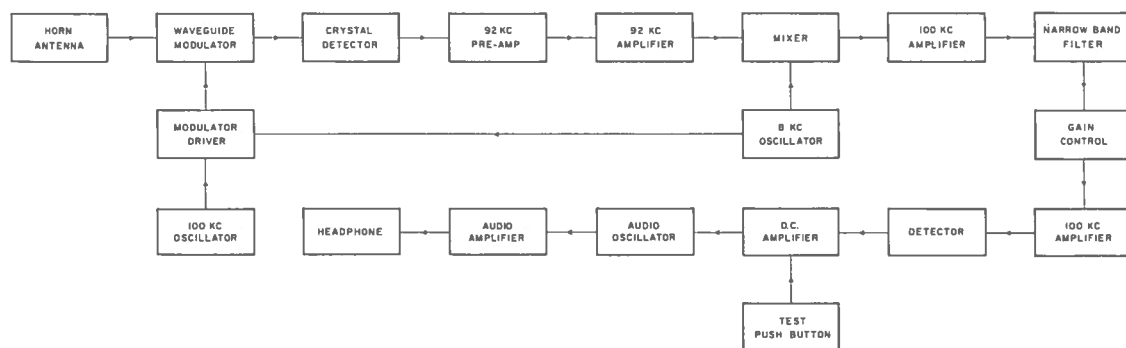 HORN
ANTENNA
WAVEGUIDE
MODULATOR
CRYSTAL
DETECTOR
92 KC
PRE-AMP
92 KC
AMPLIFIER
MIXER
100 KC
AMPLIFIER
NARROW BAND
FILTER
MODULATOR
DRIVER
8 KC
OSCILLATOR
GAIN
CONTROL
100 KC
OSCILLATOR
HEADPHONE
AUDIO
AMPLIFIER
AUDIO
OSCILLATOR
D.C.
AMPLIFIER
DETECTOR
100 KC
AMPLIFIER
TEST
PUSH BUTTON